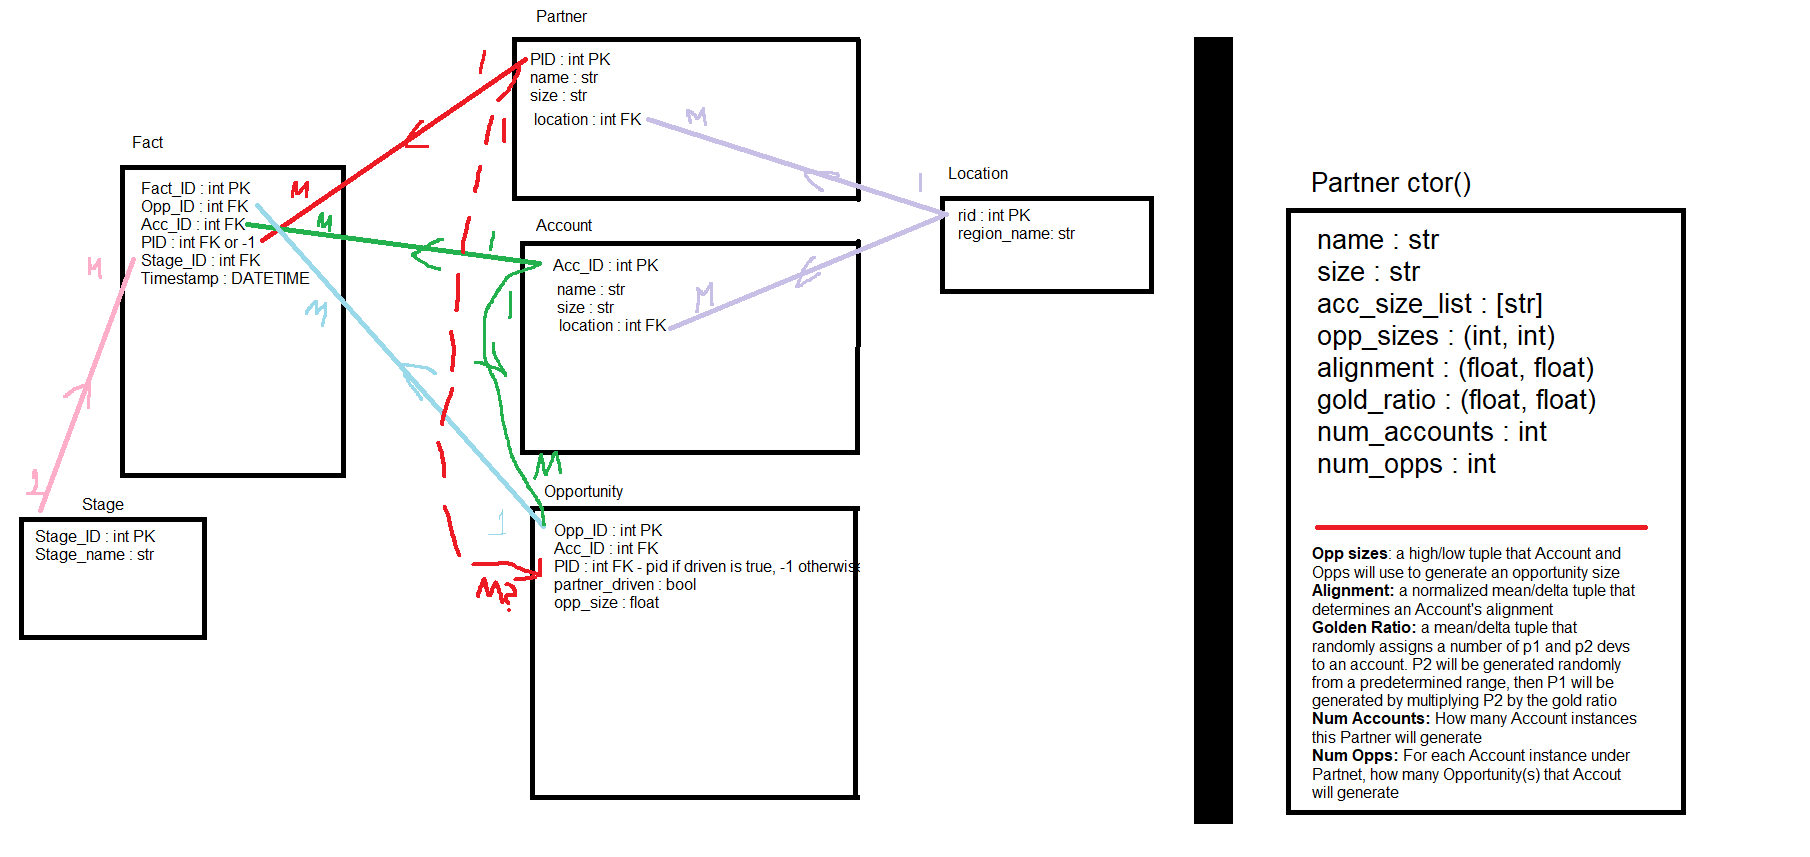 Partner
PID : int PK
name : str
size : str
location : int FK
M
1
1
Fact
Fact_ID : int PK
Opp_ID : int FK
Acc_ID : int FK
PID : int FK or -1
Stage_ID : int FK
Timestamp : DATETIME
M
M
M
M
Location
rid : int PK
region_name: str
1
Account
Acc_ID : int PK
name : str
size : str
location : int FK
M
1
1
M
Opportunity
Opp_ID : int PK
Acc_ID : int FK
PID : int FK - pid if driven is true, -1 otherwise
partner_driven : bool
opp_size : float
1
M?
1
Stage
Stage_ID : int PK
Stage_name : str
Partner ctor()
name : str
size : str
acc_size_list : [str]
opp_sizes : (int, int)
alignment : (float, float)
gold_ratio : (float, float)
num_accounts : int
num_opps : int
Opp sizes: a high/low tuple that Account and
Opps will use to generate an opportunity size
Alignment: a normalized mean/delta tuple that
determines an Account's alignment
Golden Ratio: a mean/delta tuple that
randomly assigns a number of p1 and p2 devs
to an account. P2 will be generated randomly
from a predetermined range, then P1 will be
generated by multiplying P2 by the gold ratio
Num Accounts: How many Account instances
this Partner will generate
Num Opps: For each Account instance under
Partnet, how many Opportunity(s) that Accout
will generate